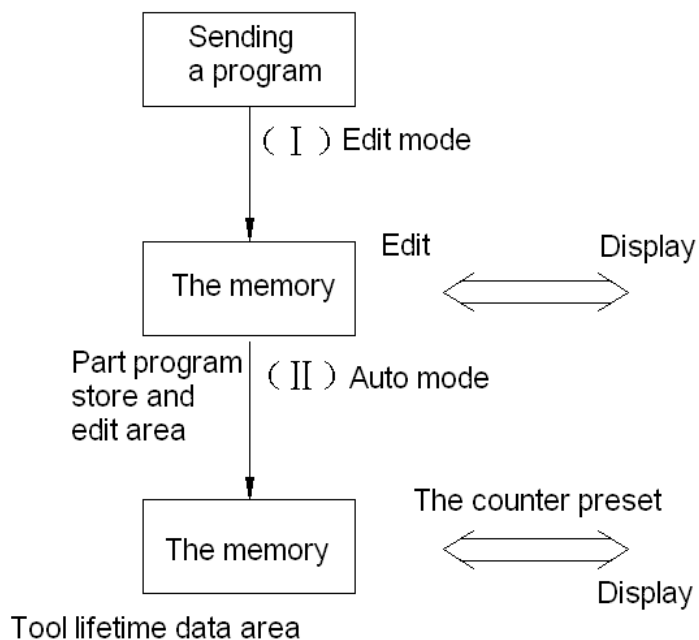 Sending
a program
( Ⅰ ) Edit mode
Edit
Display
The memory
Part program
store and
edit area
( Ⅱ ) Auto mode
The counter preset
The memory
Display
Tool lifetime data area